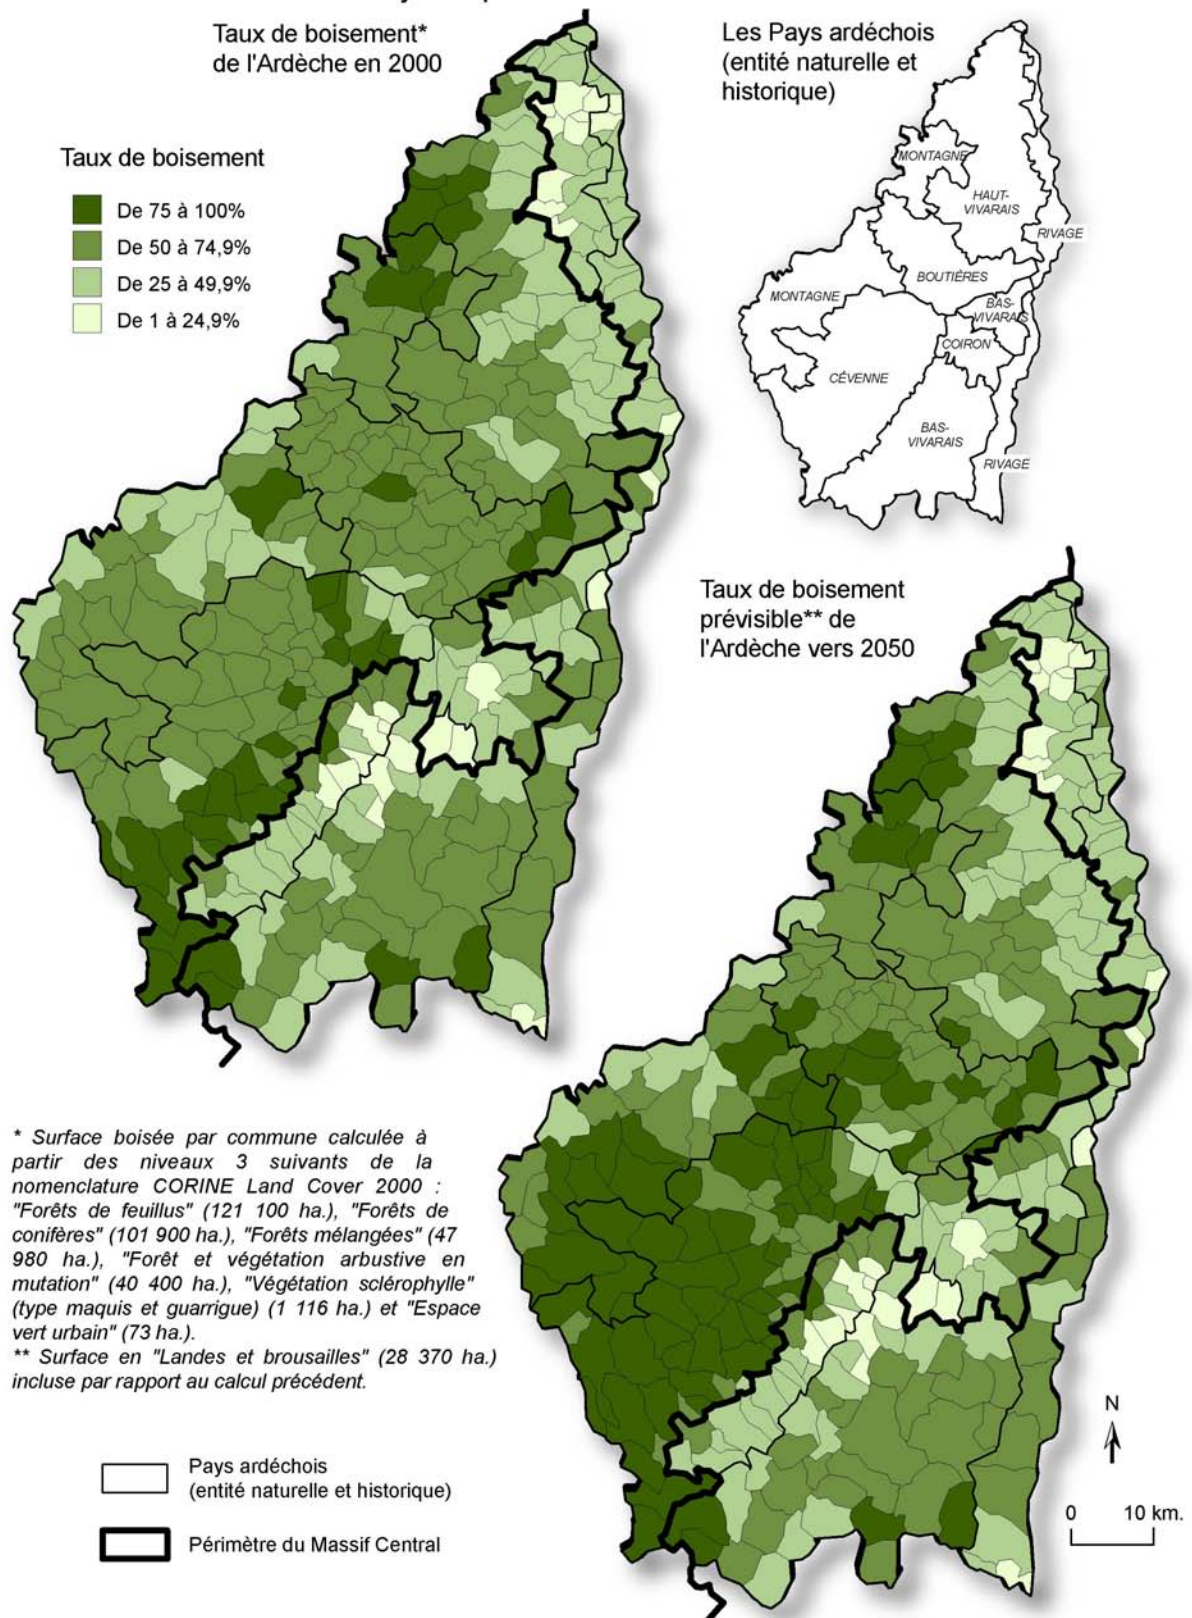 Taux de boisement*
de l'Ardèche en 2000
Les Pays ardéchois
(entité naturelle et
historique)
Taux de boisement
De 75 à 100%
De 50 à 74,9%
De 25 à 49,9%
De 1 à 24,9%
MONTAGNE
HAUT-
VIVARAIS
RIVAGE
BOUTIÈRES
MONTAGNE
BAS-
VIVARAIS
COIRON
CÉVENNE
BAS-
VIVARAIS
RIVAGE
Taux de boisement
prévisible** de
l'Ardèche vers 2050
* Surface boisée par commune calculée à
partir des niveaux 3 suivants de la
nomenclature CORINE Land Cover 2000 :
"Forêts de feuillus" (121 100 ha.), "Forêts de
conifères" (101 900 ha.), "Forêts mélangées" (47
980 ha.), "Forêt et végétation arbustive en
mutation" (40 400 ha.), "Végétation sclérophylle"
(type maquis et guarrigue) (1 116 ha.) et "Espace
vert urbain" (73 ha.).
** Surface en "Landes et brousailles" (28 370 ha.)
incluse par rapport au calcul précédent.
Pays ardéchois
(entité naturelle et historique)
Périmètre du Massif Central
N
0 10 km.